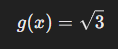 g(x) = √3